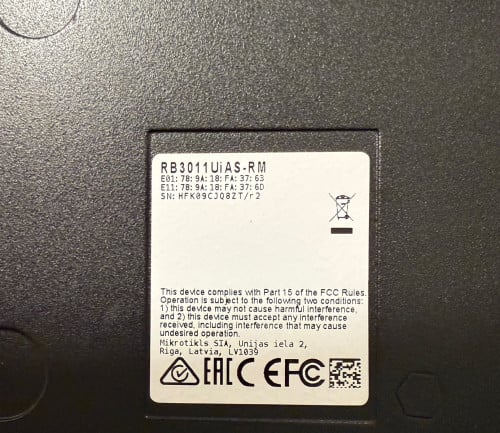 RB3011UiAS-RM
E01:78:9A:18:FA:37:63
E11:78:9A:18:FA:37:6D
SN:HFK09CJQ8ZT/r2
This device complies with Part 15 of the FCC Rules.
Operation is subject to the following two conditions:
1) this device may not cause harmful interference,
and 2) this device must accept any interference
received, including interference that may cause
undesired operation.
Mikrotikls SIA, Unijas iela 2,
Riga, Latvia, LV1039
EAC CE FC